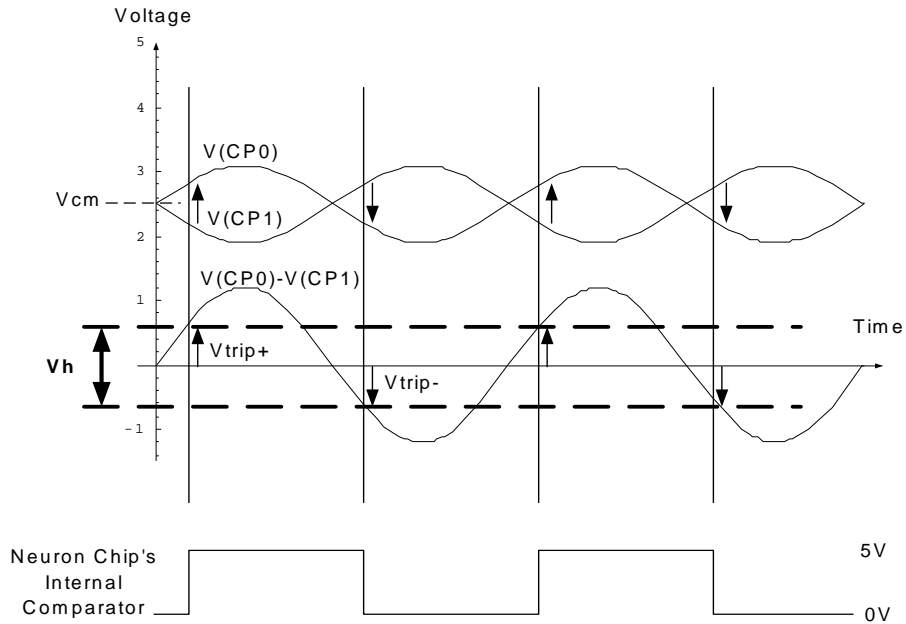 Voltage
5
4
V(CP0)
3
Vcm
V(CP1)
2
V(CP0)-V(CP1)
1
Time
Vtrip+
Vh
Vtrip-
-1
Neuron Chip's
Internal
Comparator
5V
0V